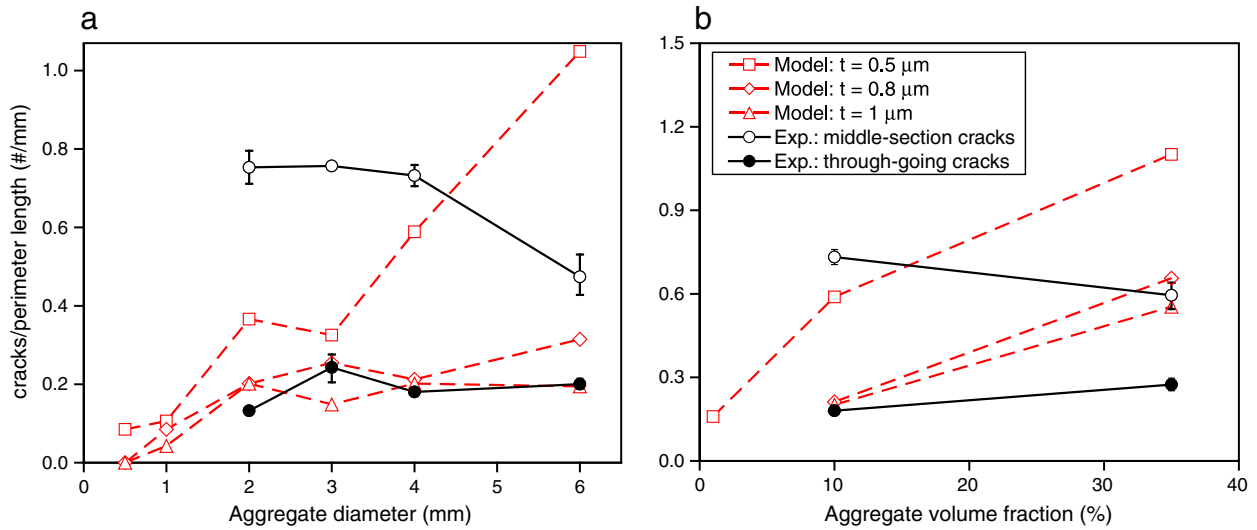 a
cracks/perimeter length (#/mm)
1.0
0.8
0.6
0.4
0.2
0.0
0
1
2
3
4
5
6
Aggregate diameter (mm)
b
1.5
1.2
0.9
0.6
0.3
0.0
Model: t = 0.5 μm
Model: t = 0.8 μm
Model: t = 1 μm
Exp.: middle-section cracks
Exp.: through-going cracks
0
10
20
30
40
Aggregate volume fraction (%)